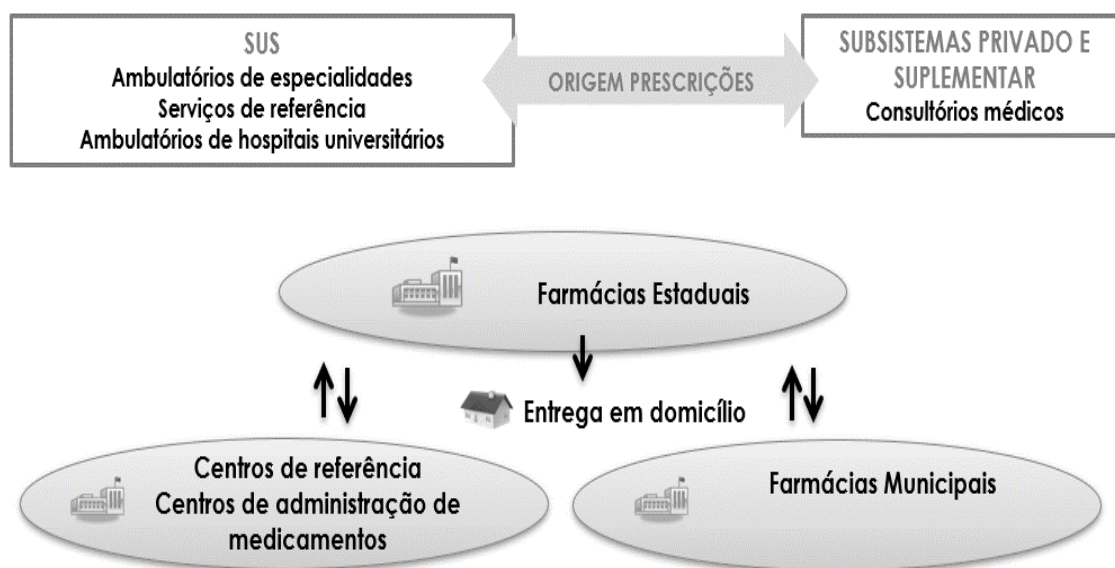 SUS
Ambulatórios de especialidades
Serviços de referência
Ambulatórios de hospitais universitários
ORIGEM PRESCRIÇÕES
SUBSISTEMAS PRIVADO E
SUPLEMENTAR
Consultórios médicos
Farmácias Estaduais
Entrega em domicílio
Centros de referência
Centros de administração de
medicamentos
Farmácias Municipais